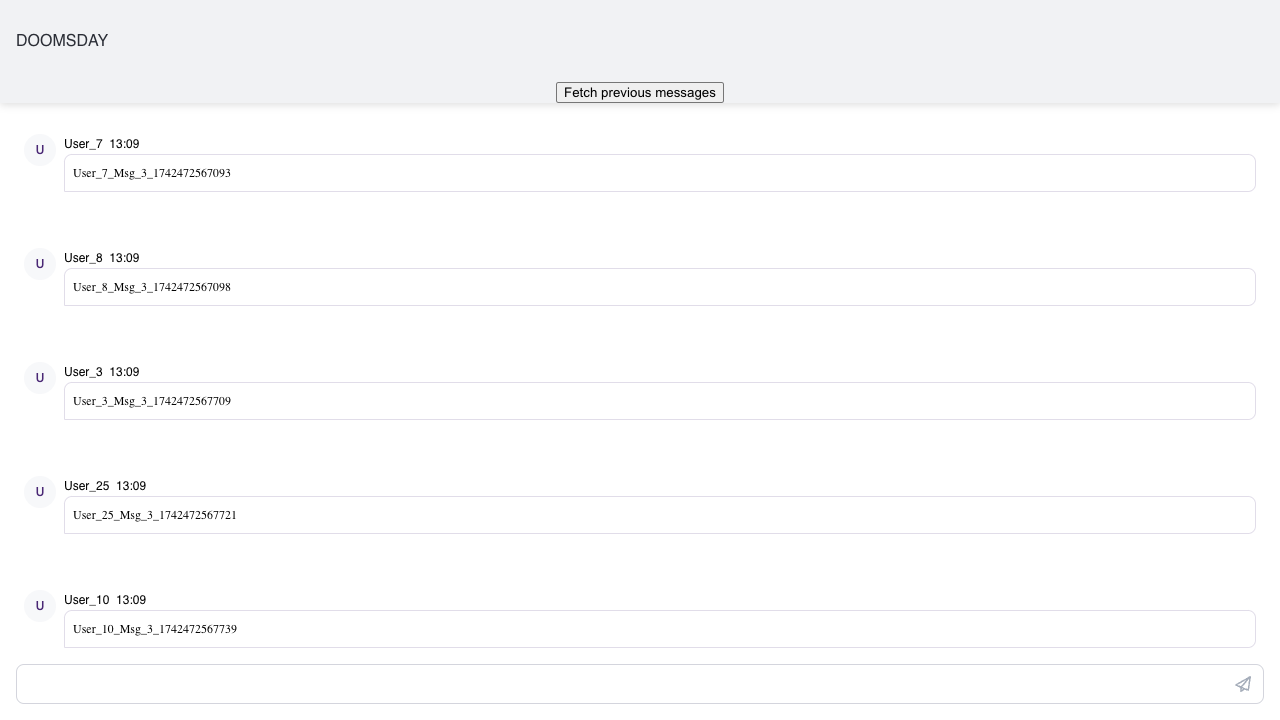 DOOMSDAY
Fetch previous messages
U
User_7 13:09
User_7_Msg_3_1742472567093
U
User_8 13:09
User_8_Msg_3_1742472567098
U
User_3 13:09
User_3_Msg_3_1742472567709
U
User_25 13:09
User_25_Msg_3_1742472567721
U
User_10 13:09
User_10_Msg_3_1742472567739